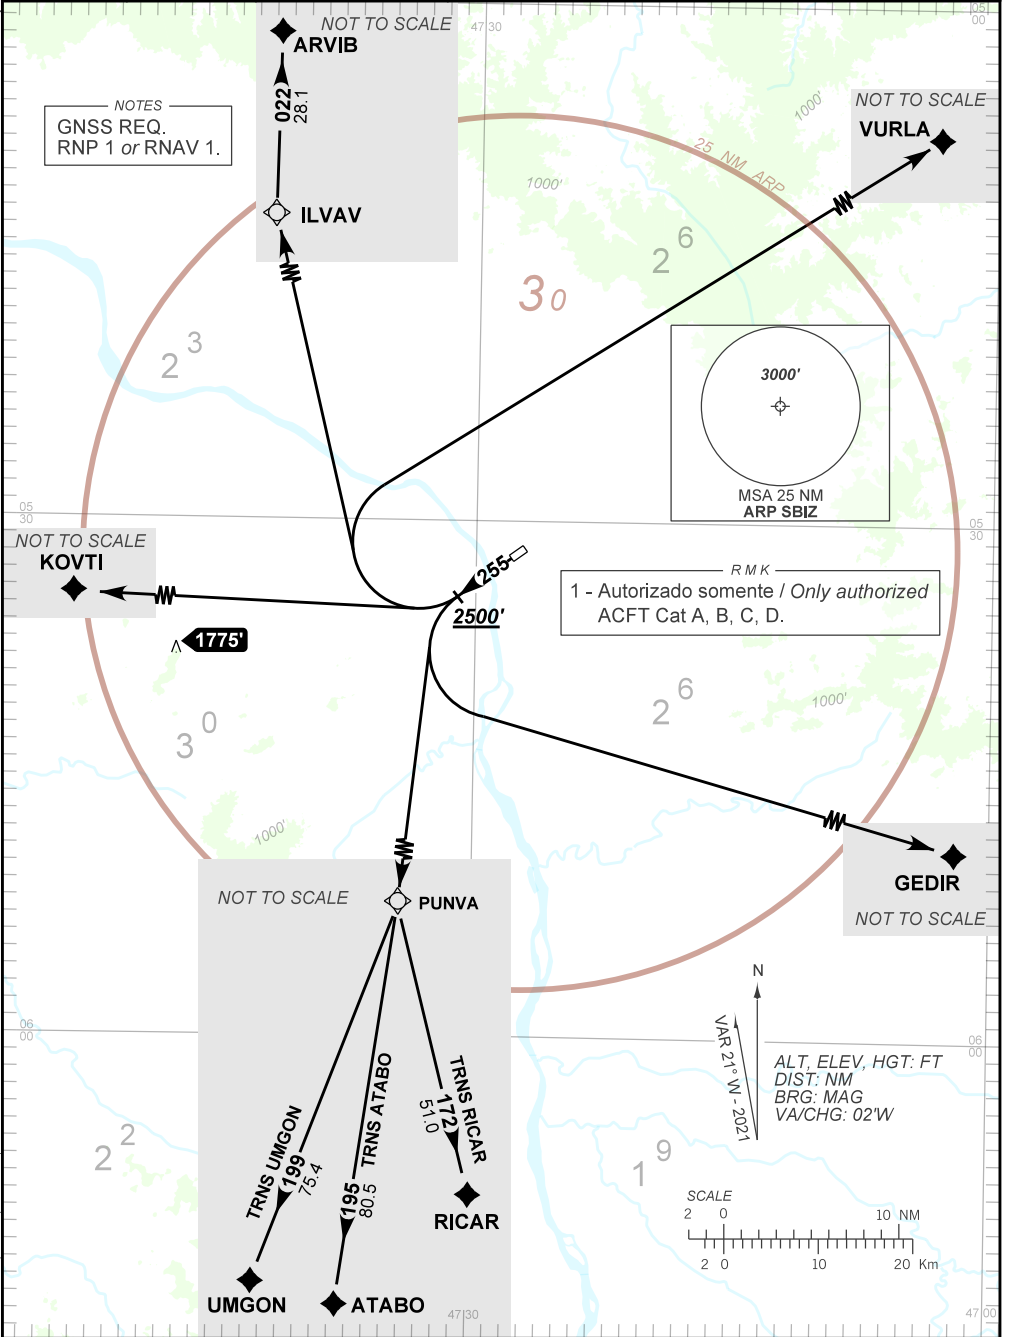 NOT TO SCALE
ARVIB
47 30
05
00
NOTES
GNSS REQ.
RNP 1 or RNAV 1.
022
28.1
ILVAV
NOT TO SCALE
VURLA
1000'
25 NM ARP
1000'
2 6
3 0
2 3
3000'
MSA 25 NM
ARP SBIZ
05
30
05
30
NOT TO SCALE
KOVTI
255
2500'
RMK
1 - Autorizado somente / Only authorized
ACFT Cat A, B, C, D.
1775'
3 0
2 6
1000'
1000'
GEDIR
NOT TO SCALE
NOT TO SCALE
PUNVA
N
VAR 21° W - 2021
ALT, ELEV, HGT: FT
DIST: NM
BRG: MAG
VA/CHG: 02'W
06
00
06
00
TRNS UMGON
199
75.4
TRNS ATABO
195
80.5
TRNS RICAR
172
51.0
2 2
1 9
RICAR
UMGON
ATABO
SCALE
2 0 10 NM
2 0 10 20 Km
47 30
47 00